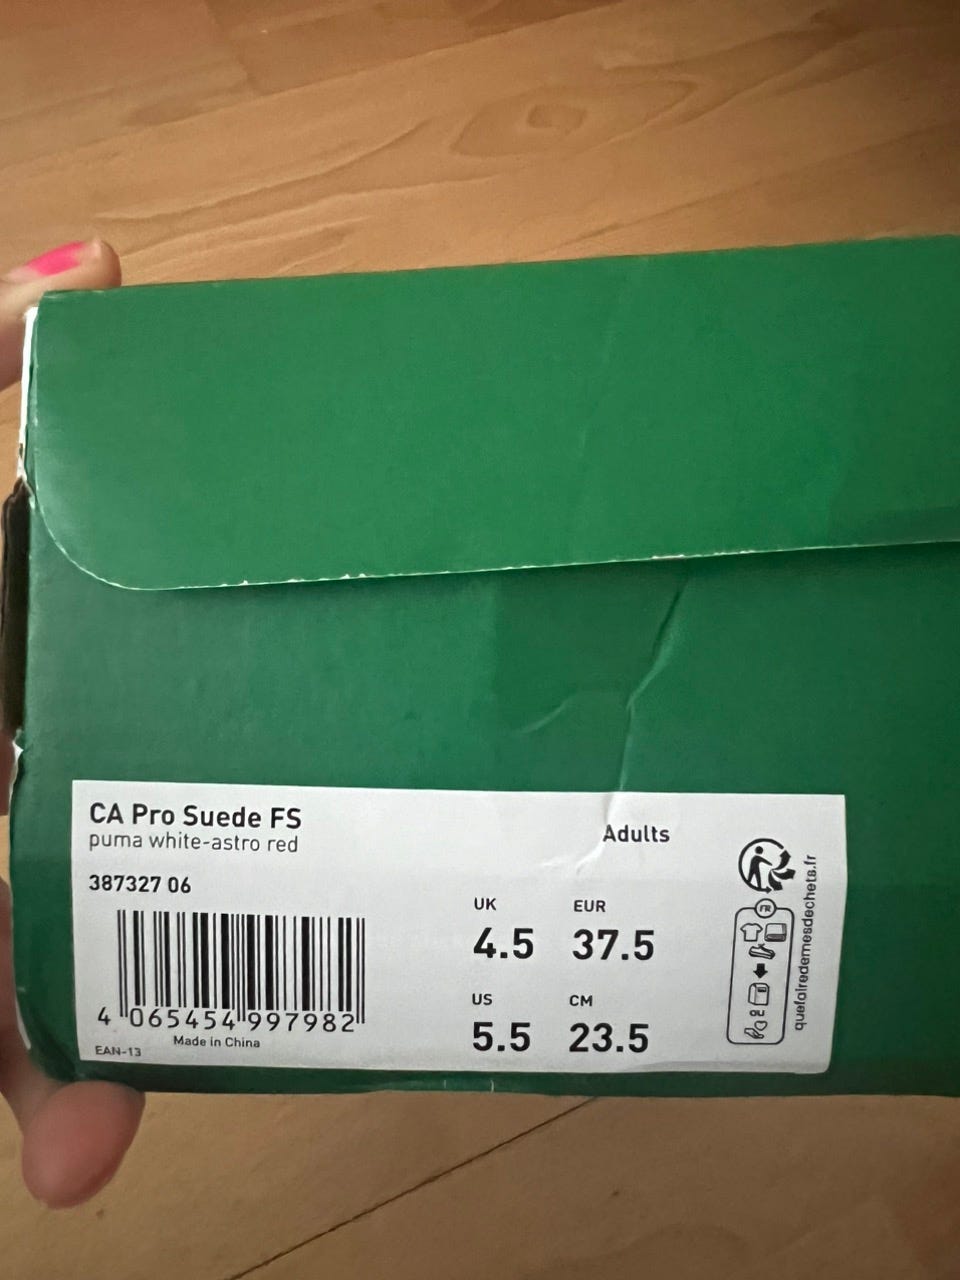 CA Pro Suede FS
puma white-astro red
387327 06
4 065454 997982
EAN-13
Made in China
Adults
UK
4.5
EUR
37.5
US
5.5
CM
23.5
FR
quefairedemesdechets.fr